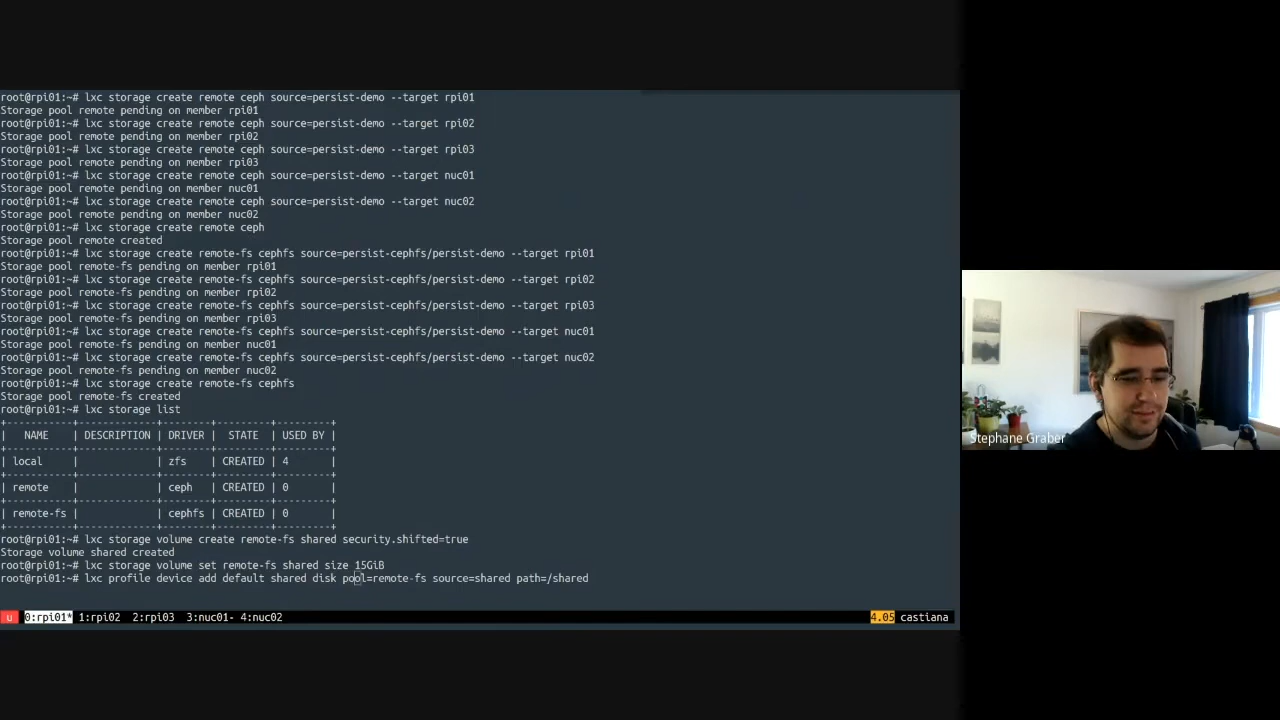 root@rpi01:~# lxc storage create remote ceph source=persist-demo --target rpi01
Storage pool remote pending on member rpi01
root@rpi01:~# lxc storage create remote ceph source=persist-demo --target rpi02
Storage pool remote pending on member rpi02
root@rpi01:~# lxc storage create remote ceph source=persist-demo --target rpi03
Storage pool remote pending on member rpi03
root@rpi01:~# lxc storage create remote ceph source=persist-demo --target nuc01
Storage pool remote pending on member nuc01
root@rpi01:~# lxc storage create remote ceph source=persist-demo --target nuc02
Storage pool remote pending on member nuc02
root@rpi01:~# lxc storage create remote ceph
Storage pool remote created
root@rpi01:~# lxc storage create remote-fs cephfs source=persist-cephfs/persist-demo --target rpi01
Storage pool remote-fs pending on member rpi01
root@rpi01:~# lxc storage create remote-fs cephfs source=persist-cephfs/persist-demo --target rpi02
Storage pool remote-fs pending on member rpi02
root@rpi01:~# lxc storage create remote-fs cephfs source=persist-cephfs/persist-demo --target rpi03
Storage pool remote-fs pending on member rpi03
root@rpi01:~# lxc storage create remote-fs cephfs source=persist-cephfs/persist-demo --target nuc01
Storage pool remote-fs pending on member nuc01
root@rpi01:~# lxc storage create remote-fs cephfs source=persist-cephfs/persist-demo --target nuc02
Storage pool remote-fs pending on member nuc02
root@rpi01:~# lxc storage create remote-fs cephfs
Storage pool remote-fs created
root@rpi01:~# lxc storage list
+-----------+-------------+--------+---------+---------+
|   NAME    | DESCRIPTION | DRIVER |  STATE  | USED BY |
+-----------+-------------+--------+---------+---------+
| local     |             | zfs    | CREATED | 4       |
+-----------+-------------+--------+---------+---------+
| remote    |             | ceph   | CREATED | 0       |
+-----------+-------------+--------+---------+---------+
| remote-fs |             | cephfs | CREATED | 0       |
+-----------+-------------+--------+---------+---------+
root@rpi01:~# lxc storage volume create remote-fs shared security.shifted=true
Storage volume shared created
root@rpi01:~# lxc storage volume set remote-fs shared size 15GiB
root@rpi01:~# lxc profile device add default shared disk pool=remote-fs source=shared path=/shared
u 0:rpi01* 1:rpi02 2:rpi03 3:nuc01- 4:nuc02 4.05 castiana
Stephane Graber